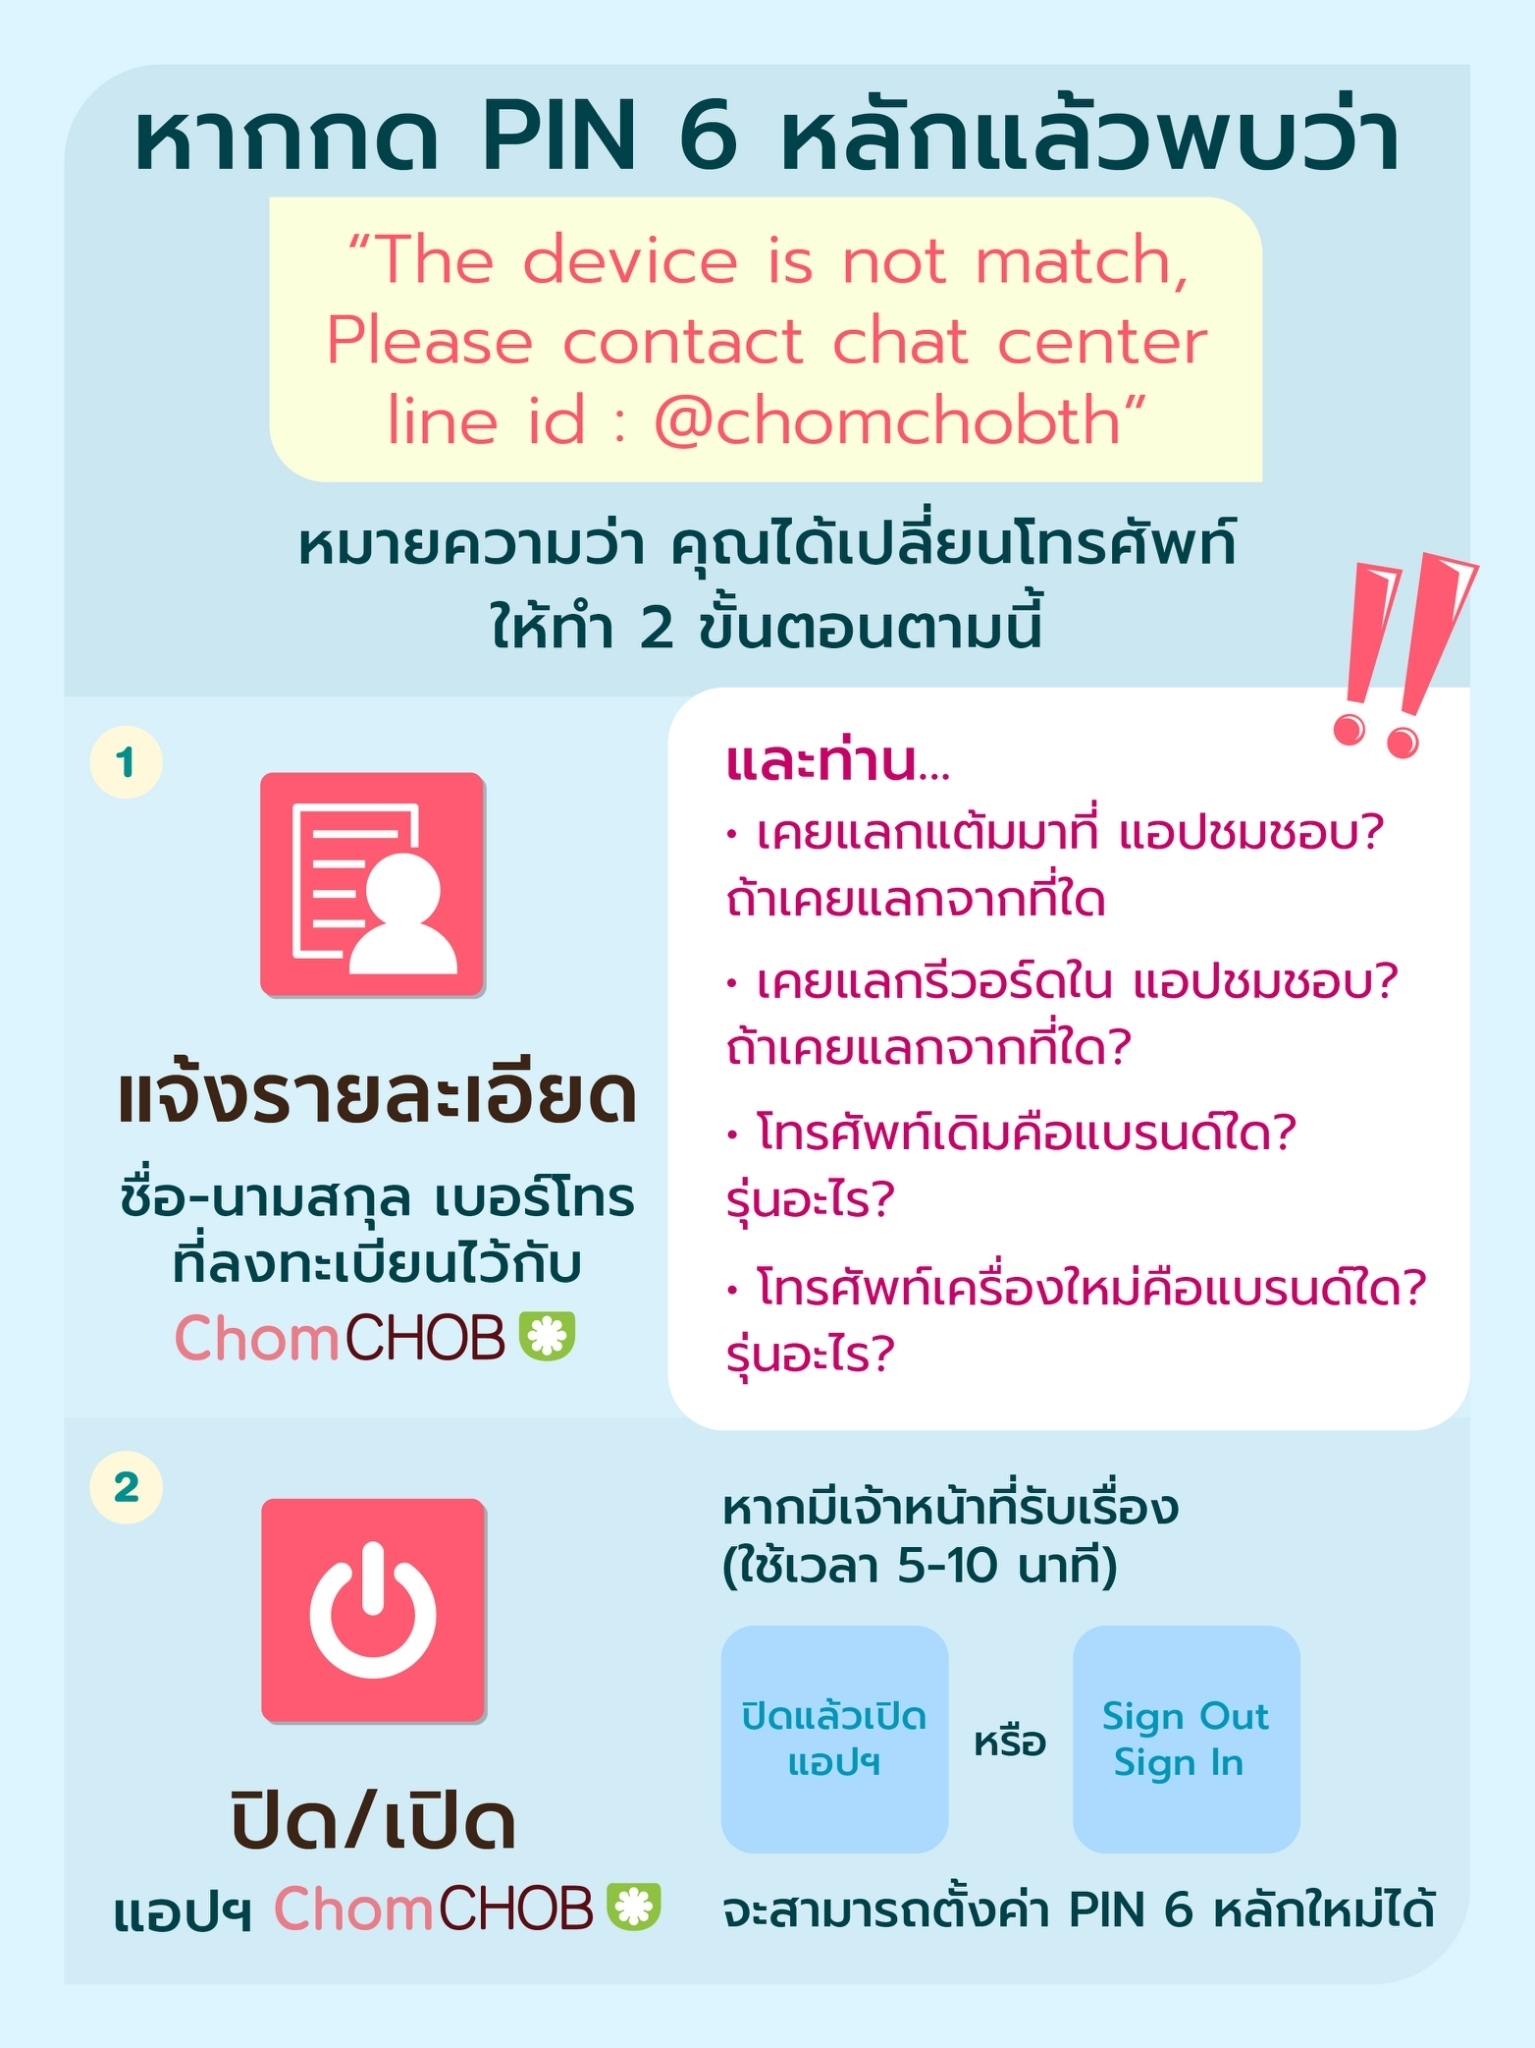 หากกด PIN 6 หลักแล้วพบว่า
“The device is not match,
Please contact chat center
line id : @chomchobth”
หมายความว่า คุณได้เปลี่ยนโทรศัพท์
ให้ทำ 2 ขั้นตอนตามนี้
1
แจ้งรายละเอียด
ชื่อ-นามสกุล เบอร์โทร
ที่ลงทะเบียนไว้กับ
ChomCHOB
และท่าน...
• เคยแลกแต้มมาที่ แอปชมชอบ?
ถ้าเคยแลกจากที่ใด
• เคยแลกรีวอร์ดใน แอปชมชอบ?
ถ้าเคยแลกจากที่ใด?
• โทรศัพท์เดิมคือแบรนด์ใด?
รุ่นอะไร?
• โทรศัพท์เครื่องใหม่คือแบรนด์ใด?
รุ่นอะไร?
2
ปิด/เปิด
แอปฯ ChomCHOB
หากมีเจ้าหน้าที่รับเรื่อง
(ใช้เวลา 5-10 นาที)
ปิดแล้วเปิด
แอปฯ
หรือ
Sign Out
Sign In
จะสามารถตั้งค่า PIN 6 หลักใหม่ได้